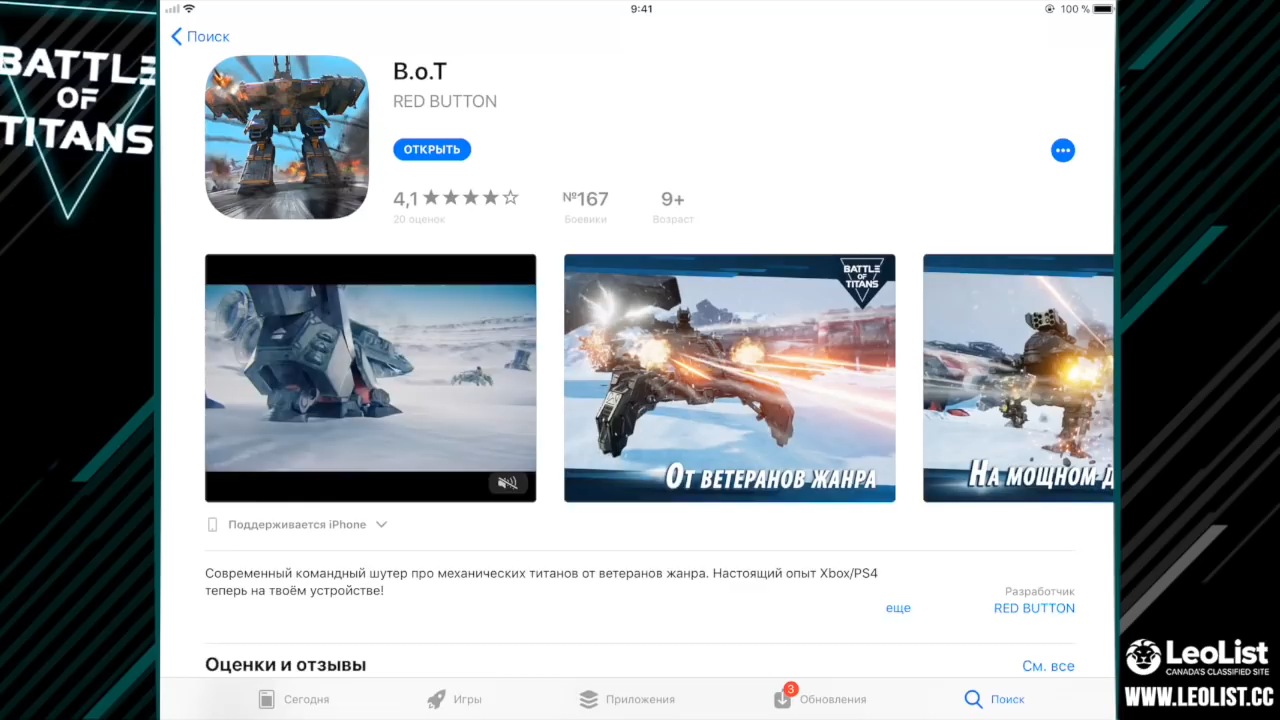 9:41
100 %
Поиск
BATTLE
OF
TITANS
B.o.T
RED BUTTON
ОТКРЫТЬ
4,1
20 оценок
№167
Боевики
9+
Возраст
BATTLE
OF
TITANS
От ветеранов жанра
На мощном д
Поддерживается iPhone
Современный командный шутер про механических титанов от ветеранов жанра. Настоящий опыт Xbox/PS4
теперь на твоём устройстве!
еще
Разработчик
RED BUTTON
Оценки и отзывы
См. все
Сегодня
Игры
Приложения
3
Обновления
Поиск
LeoList
CANADA'S CLASSIFIED SITE
WWW.LEOLIST.CC